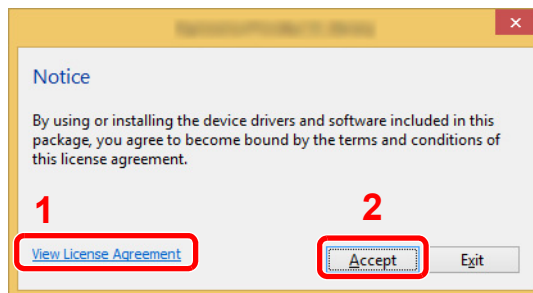 Notice
By using or installing the device drivers and software included in this
package, you agree to become bound by the terms and conditions of
this license agreement.
1
2
View License Agreement
Accept
Exit